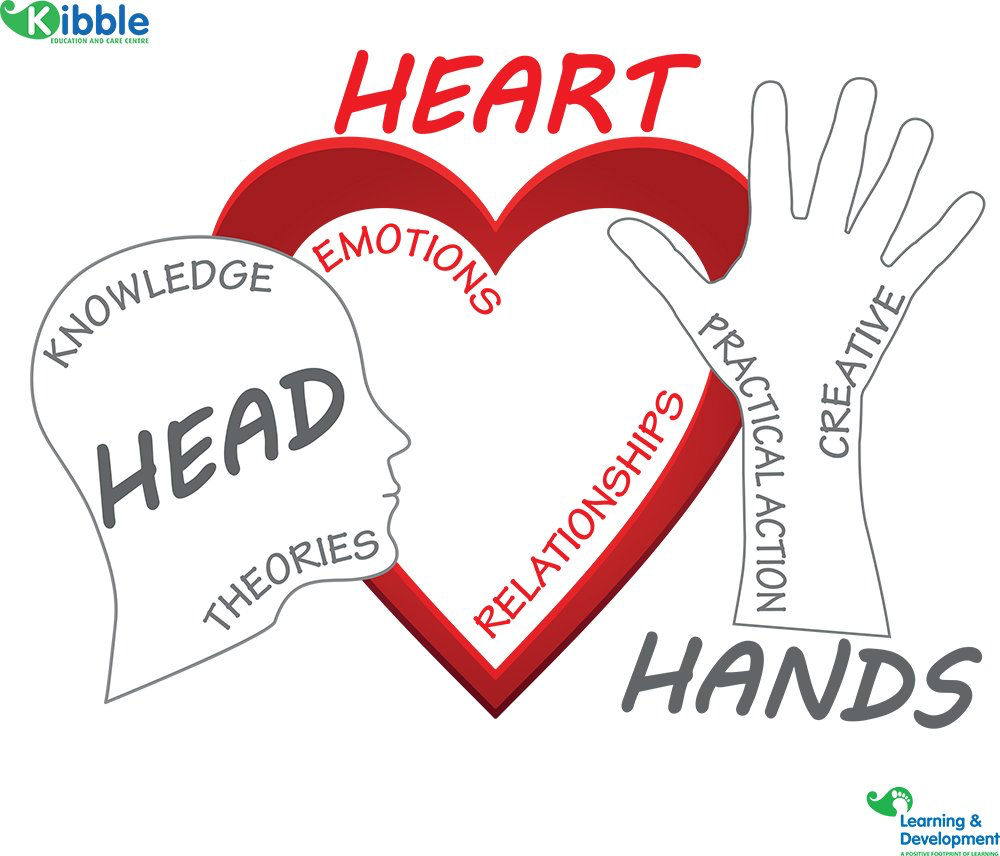 Kibble
EDUCATION AND CARE CENTRE
HEART
EMOTIONS
RELATIONSHIPS
KNOWLEDGE
HEAD
THEORIES
PRACTICAL ACTION
CREATIVE
HANDS
Learning &
Development
A POSITIVE FOOTPRINT OF LEARNING